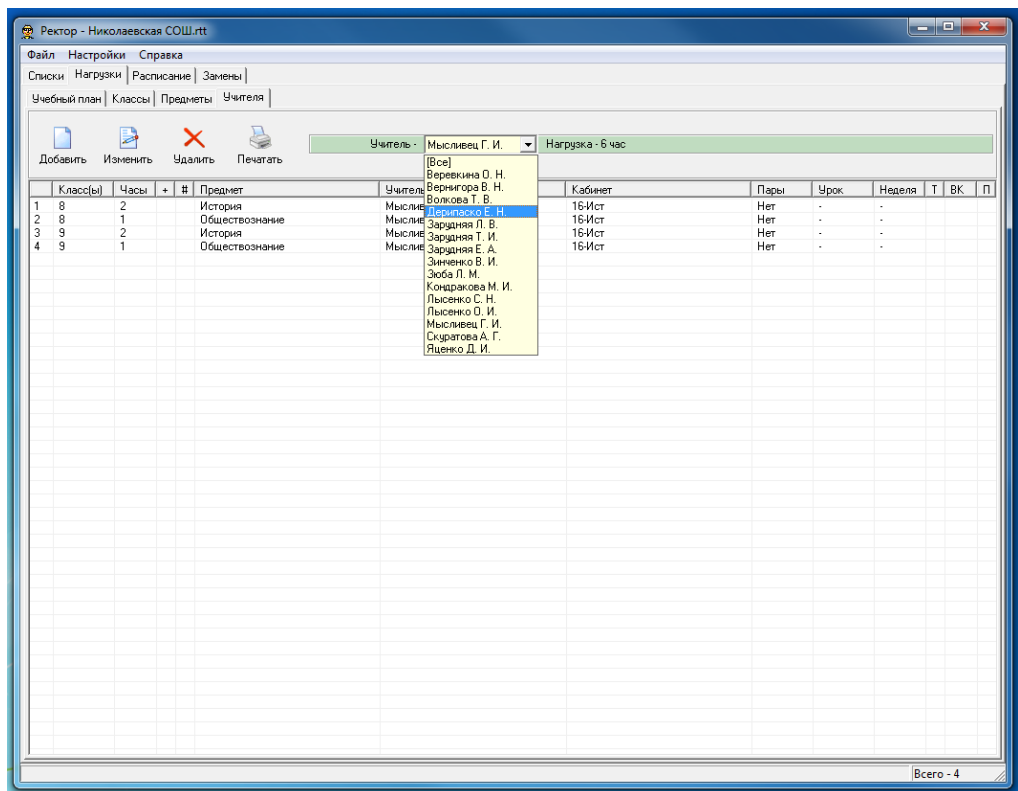 Ректор - Николаевская СОШ.rtt
Файл Настройки Справка
Списки Нагрузки Расписание Замены
Учебный план Классы Предметы Учителя
Добавить Изменить Удалить Печатать
Учитель - Мысливец Г. И. Нагрузка - 6 час
[Все]
Веревкина О. Н.
Вернигора В. Н.
Волкова Т. В.
Дерипаско Е. Н.
Зарудняя Л. В.
Зарудняя Т. И.
Зарудняя Е. А.
Зинченко В. И.
Зюба Л. М.
Кондракова М. И.
Лысенко С. Н.
Лысенко О. И.
Мысливец Г. И.
Скуратова А. Г.
Яценко Д. И.
Класс(ы) Часы + # Предмет Учитель Кабинет Пары Урок Неделя Т ВК П
1 8 2 История Мысливе 16-Ист Нет - -
2 8 1 Обществознание Мысливе 16-Ист Нет - -
3 9 2 История Мысливе 16-Ист Нет - -
4 9 1 Обществознание Мысливе 16-Ист Нет - -
Всего - 4